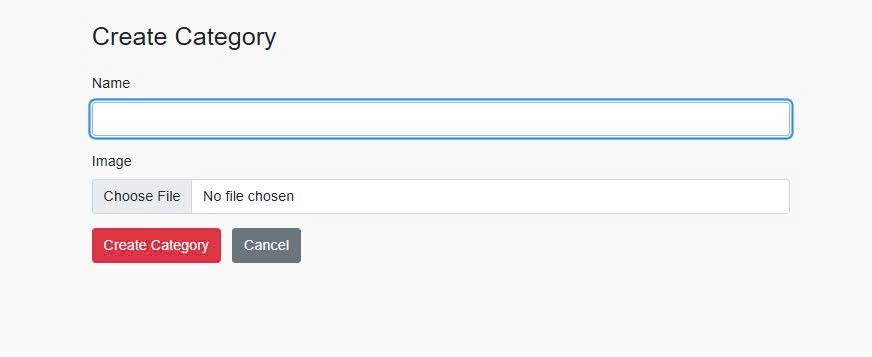 Create Category
Name
Image
Choose File No file chosen
Create Category Cancel